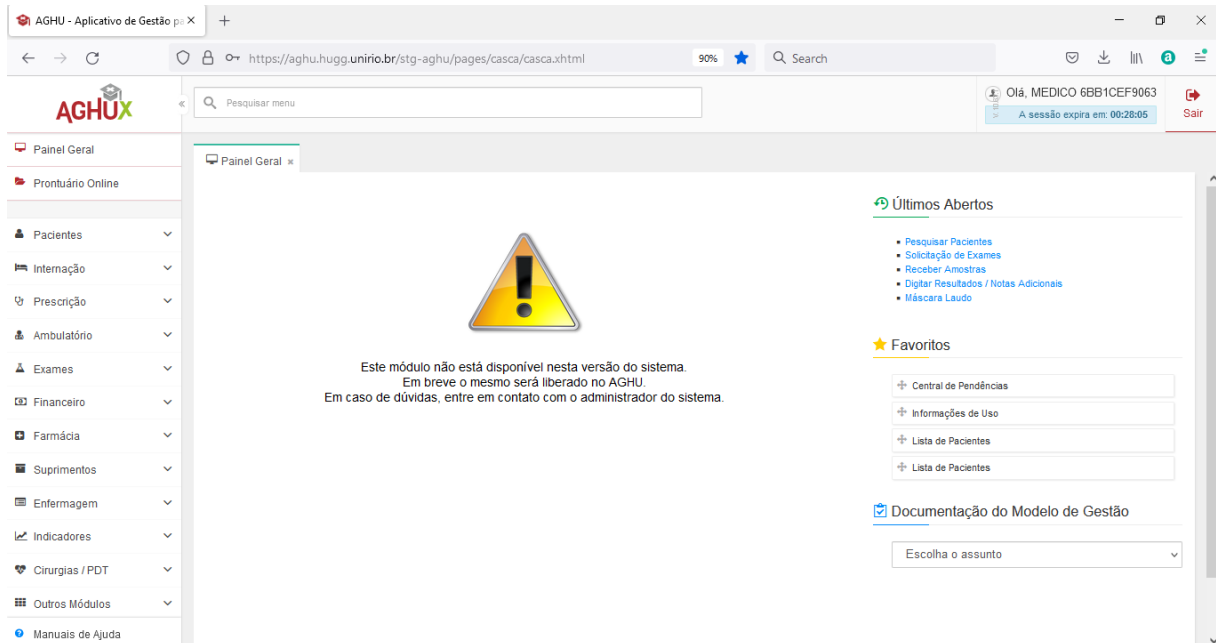 AGHU - Aplicativo de Gestão pa
https://aghu.hugg.unirio.br/stg-aghu/pages/casca/casca.xhtml
90%
Search
AGHUX
Pesquisar menu
Olá, MEDICO 6BB1CEF9063
A sessão expira em: 00:28:05
Sair
Painel Geral
Prontuário Online
Pacientes
Internação
Prescrição
Ambulatório
Exames
Financeiro
Farmácia
Suprimentos
Enfermagem
Indicadores
Cirurgias / PDT
Outros Módulos
Manuais de Ajuda
Painel Geral
Este módulo não está disponível nesta versão do sistema.
Em breve o mesmo será liberado no AGHU.
Em caso de dúvidas, entre em contato com o administrador do sistema.
Últimos Abertos
Pesquisar Pacientes
Solicitação de Exames
Receber Amostras
Digitar Resultados / Notas Adicionais
Máscara Laudo
Favoritos
Central de Pendências
Informações de Uso
Lista de Pacientes
Lista de Pacientes
Documentação do Modelo de Gestão
Escolha o assunto